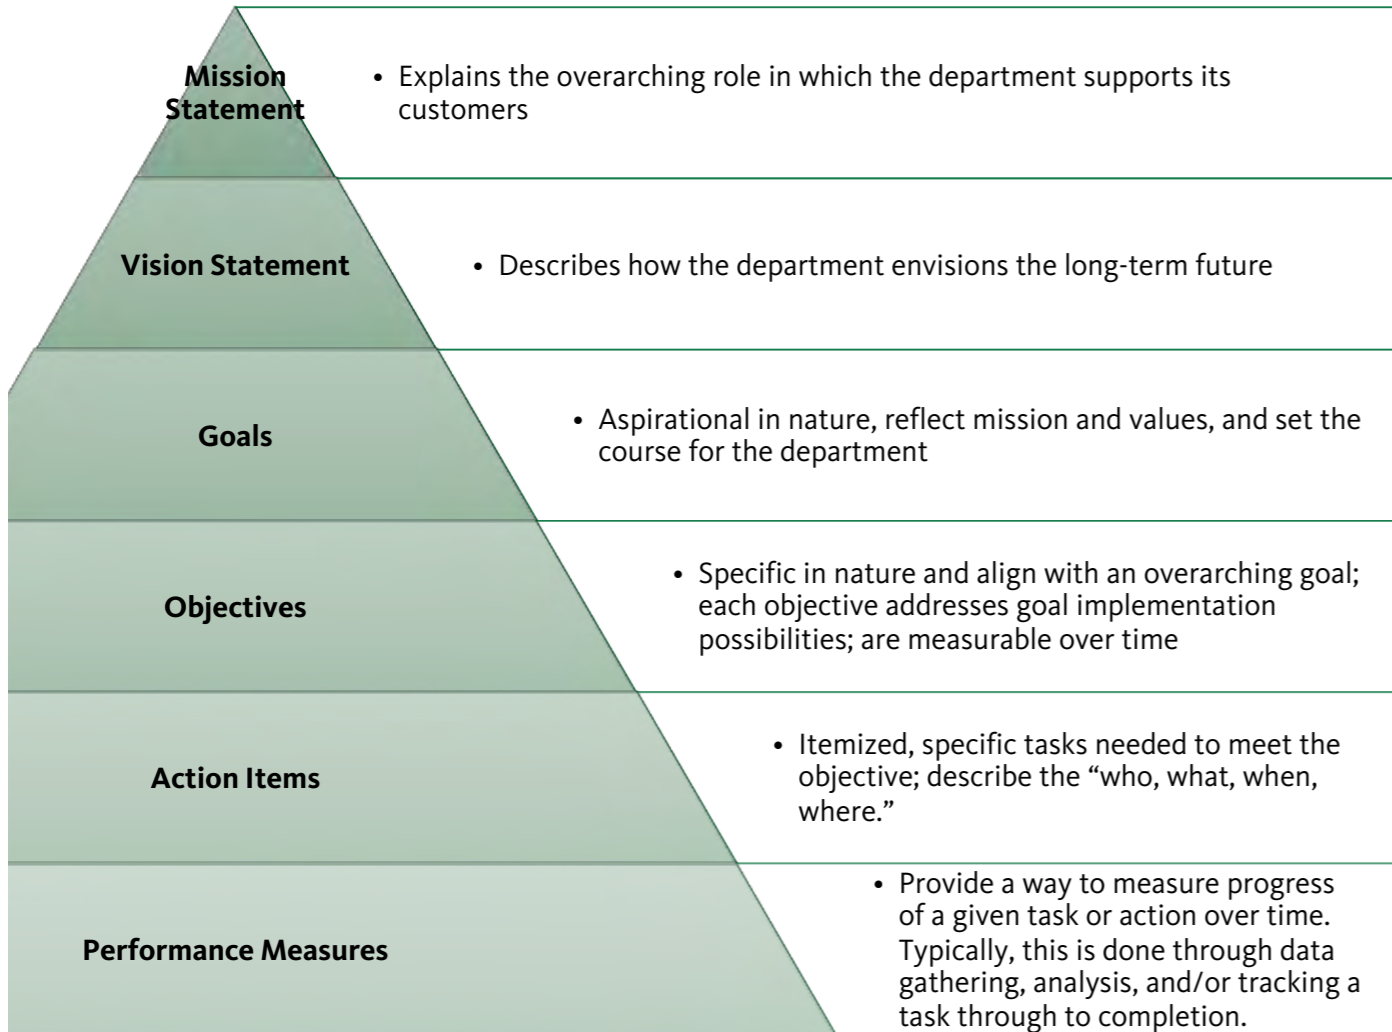 Mission
Statement
• Explains the overarching role in which the department supports its
customers
Vision Statement
• Describes how the department envisions the long-term future
Goals
• Aspirational in nature, reflect mission and values, and set the
course for the department
Objectives
• Specific in nature and align with an overarching goal;
each objective addresses goal implementation
possibilities; are measurable over time
Action Items
• Itemized, specific tasks needed to meet the
objective; describe the “who, what, when,
where.”
Performance Measures
• Provide a way to measure progress
of a given task or action over time.
Typically, this is done through data
gathering, analysis, and/or tracking a
task through to completion.